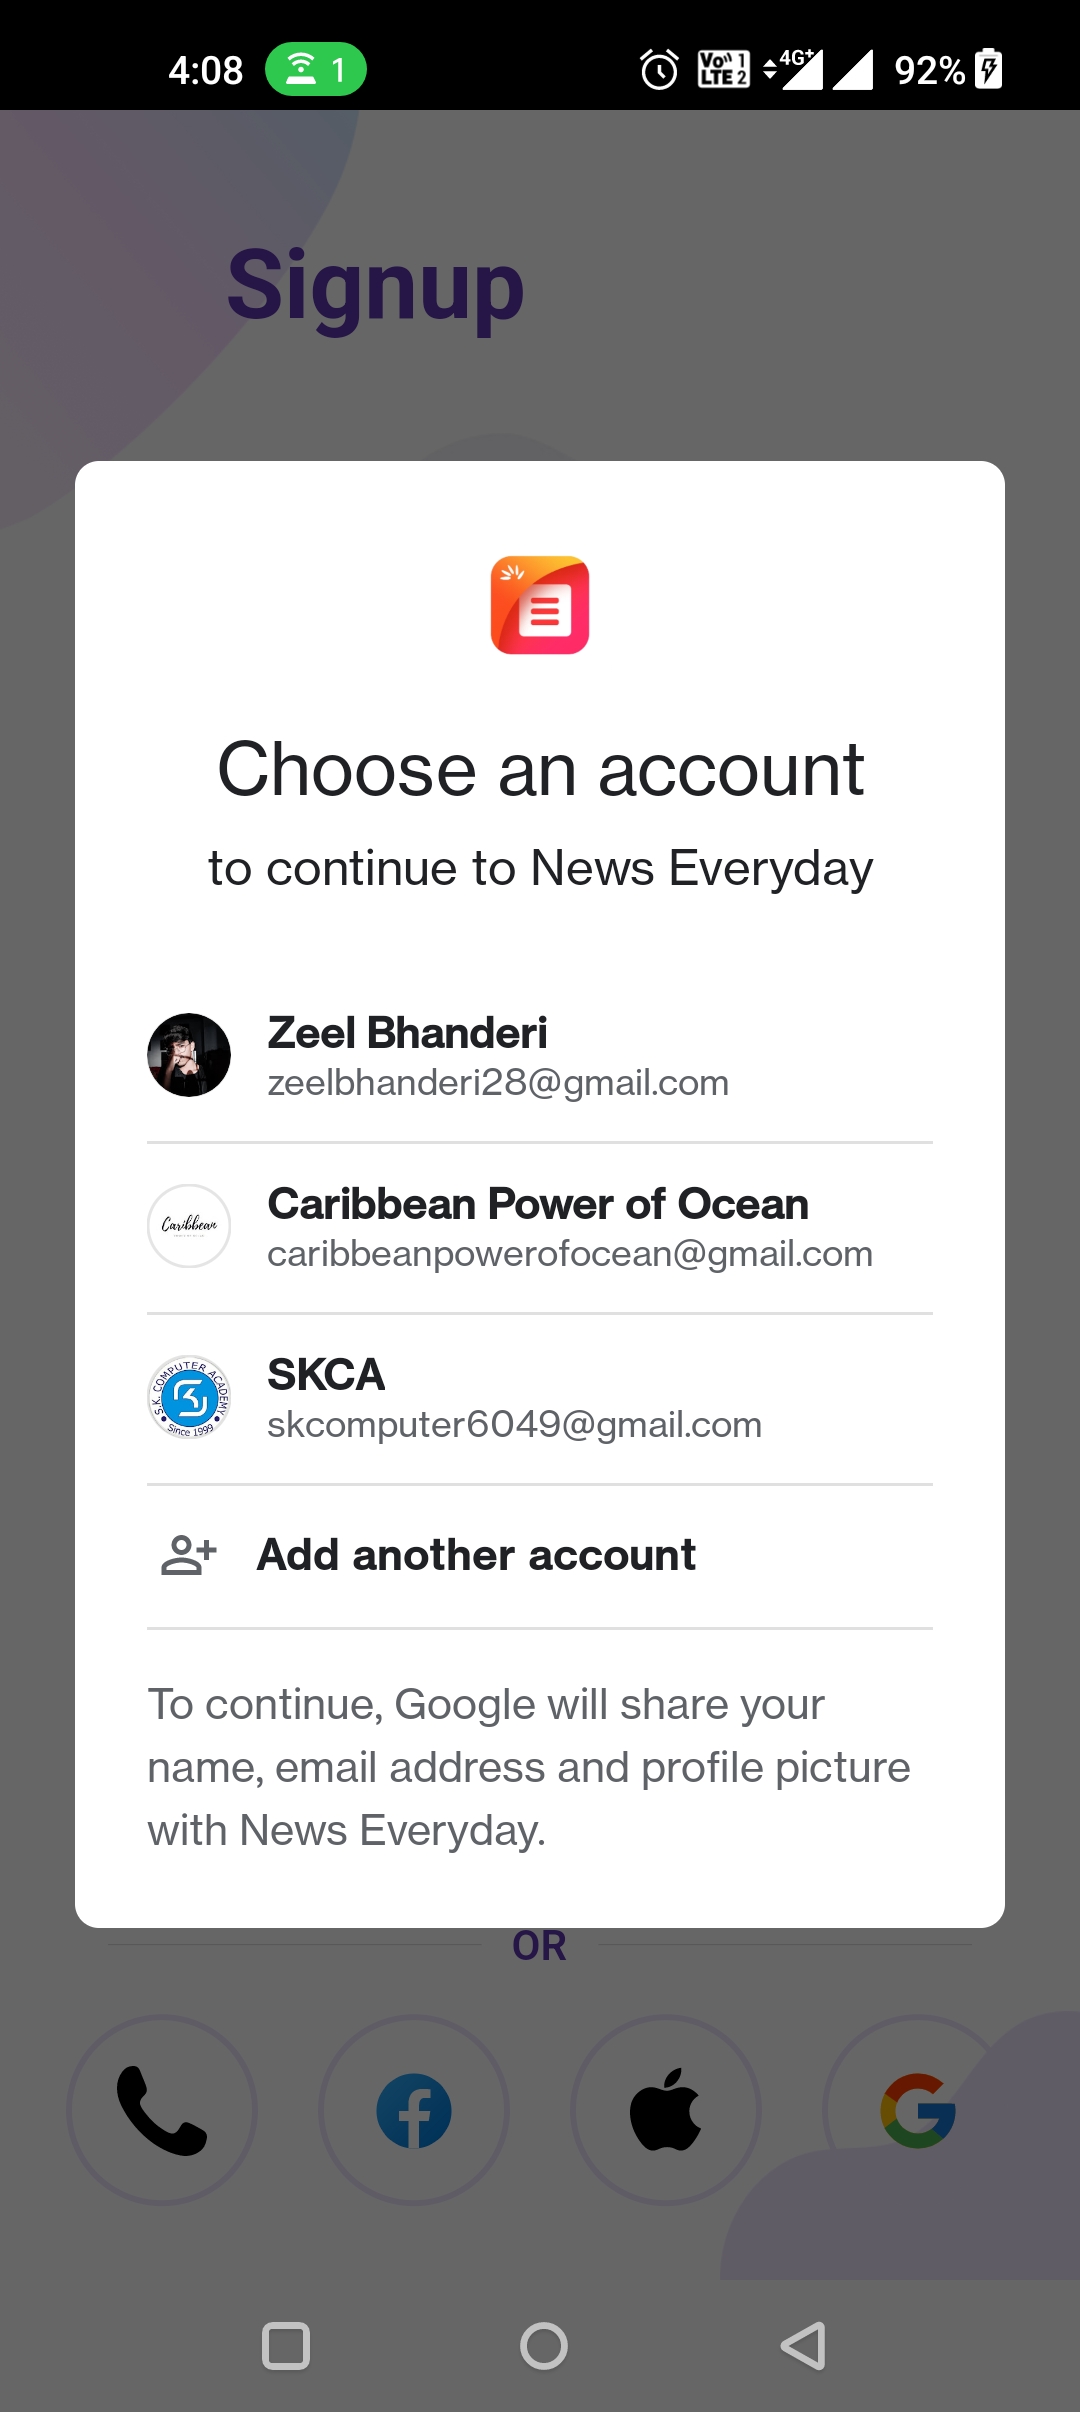 4:08 1 Vo)) 1 LTE 2 4G+ 92%
Signup
Choose an account
to continue to News Everyday
Zeel Bhanderi
zeelbhanderi28@gmail.com
Caribbean
Caribbean Power of Ocean
caribbeanpowerofocean@gmail.com
S.K. COMPUTER ACADEMY
Since 1999
SKCA
skcomputer6049@gmail.com
Add another account
To continue, Google will share your
name, email address and profile picture
with News Everyday.
OR